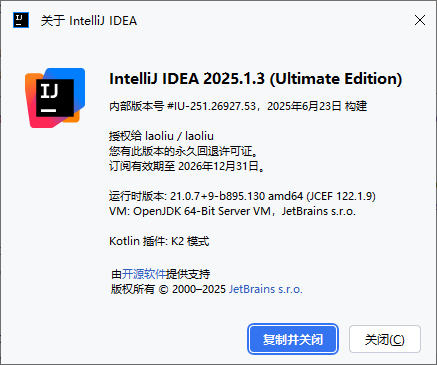 关于 IntelliJ IDEA
IntelliJ IDEA 2025.1.3 (Ultimate Edition)
内部版本号 #IU-251.26927.53，2025年6月23日 构建
授权给 laoliu / laoliu
您有此版本的永久回退许可证。
订阅有效期至 2026年12月31日。
运行时版本: 21.0.7+9-b895.130 amd64 (JCEF 122.1.9)
VM: OpenJDK 64-Bit Server VM，JetBrains s.r.o.
Kotlin 插件: K2 模式
由开源软件提供支持
版权所有 © 2000–2025 JetBrains s.r.o.
复制并关闭 关闭(C)
IJ